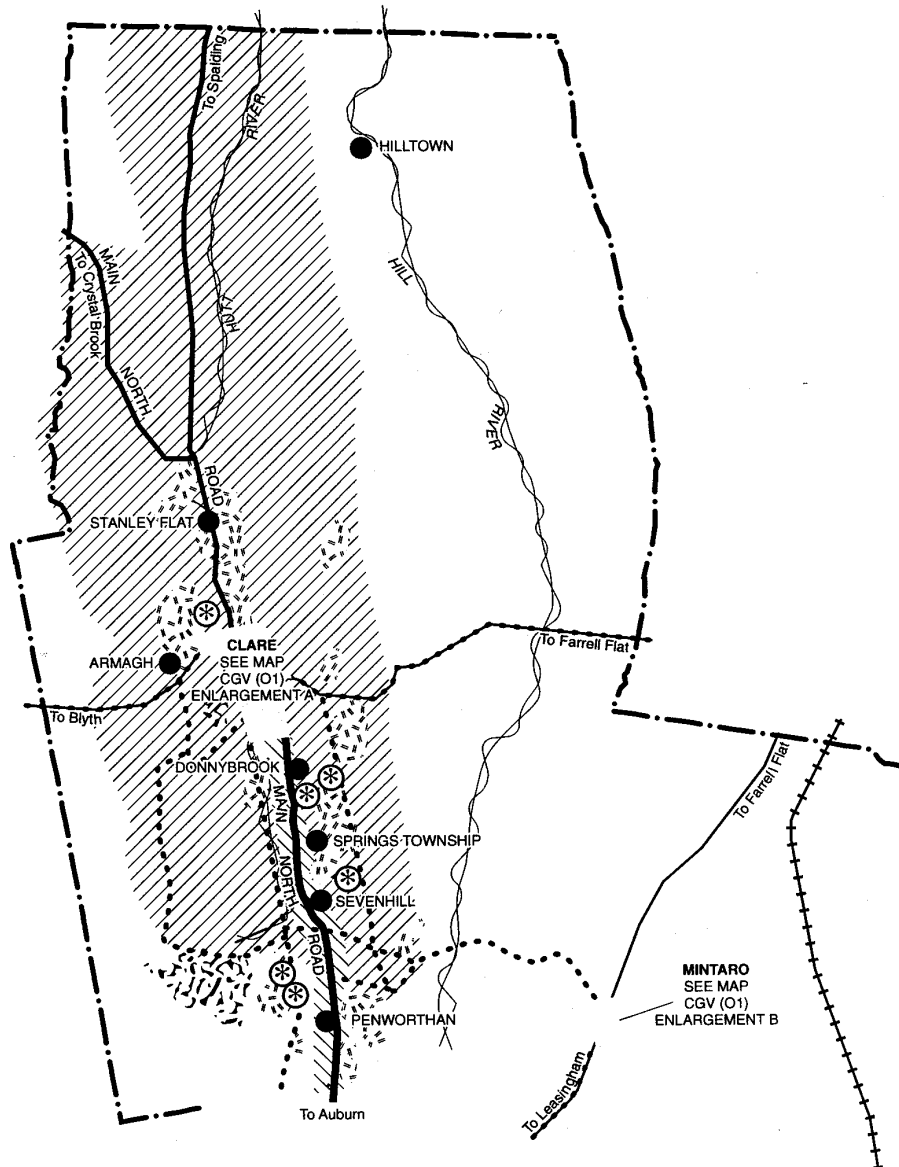 To Spalding
RIVER
HUTT
HILLTOWN
HILL
RIVER
MAIN
To Crystal Brook
NORTH
ROAD
STANLEY FLAT
ARMAGH
CLARE
SEE MAP
CGV (O1)
ENLARGEMENT A
To Farrell Flat
To Blyth
DONNYBROOK
MAIN
NORTH
ROAD
SPRINGS TOWNSHIP
SEVENHILL
PENWORTHAN
To Auburn
To Farrell Flat
MINTARO
SEE MAP
CGV (O1)
ENLARGEMENT B
To Leasingham